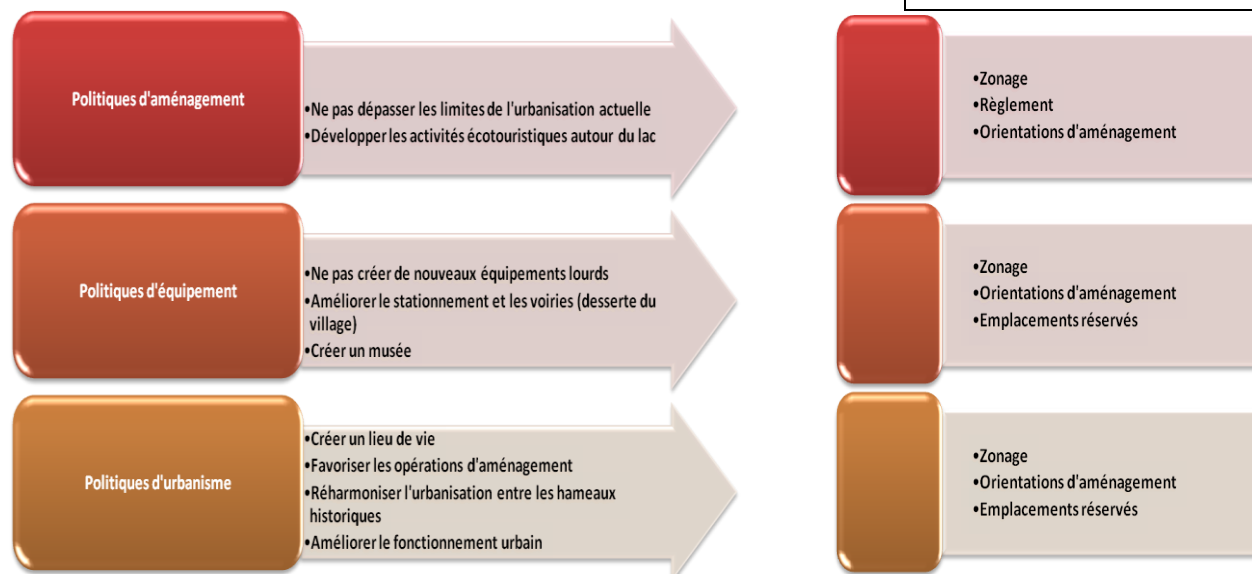 Politiques d'aménagement
•Ne pas dépasser les limites de l'urbanisation actuelle
•Développer les activités écotouristiques autour du lac
•Zonage
•Règlement
•Orientations d'aménagement
Politiques d'équipement
•Ne pas créer de nouveaux équipements lourds
•Améliorer le stationnement et les voiries (desserte du
village)
•Créer un musée
•Zonage
•Orientations d'aménagement
•Emplacements réservés
Politiques d'urbanisme
•Créer un lieu de vie
•Favoriser les opérations d'aménagement
•Réharmoniser l'urbanisation entre les hameaux
historiques
•Améliorer le fonctionnement urbain
•Zonage
•Orientations d'aménagement
•Emplacements réservés